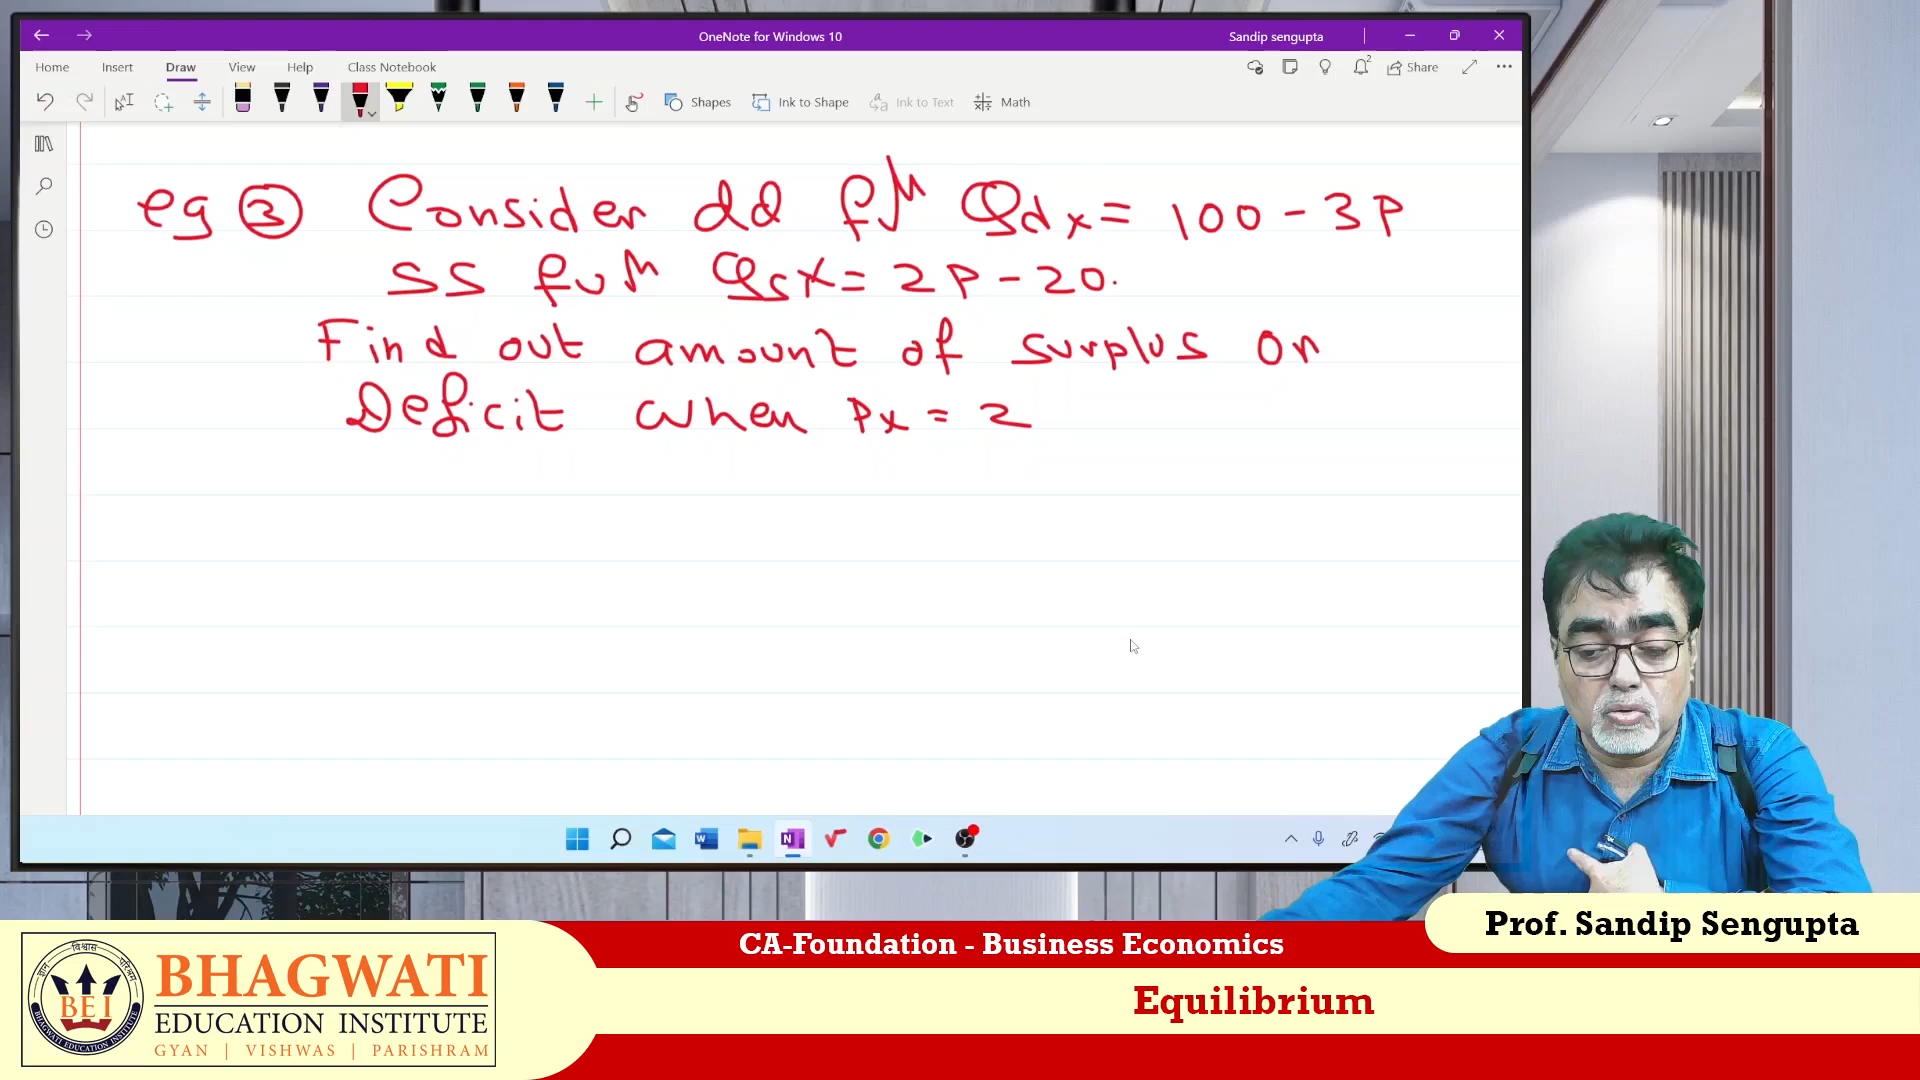 OneNote for Windows 10
Sandip sengupta
Home Insert Draw View Help Class Notebook
2
Share
Shapes Ink to Shape Ink to Text Math
eg ③ Consider dd fuⁿ Qdx = 100 - 3P
SS fuⁿ Qsx = 2P - 20.
Find out amount of surplus or
Deficit when Px = 2
Prof. Sandip Sengupta
CA-Foundation - Business Economics
Equilibrium
विश्वास
BEI
BHAGWATI
EDUCATION INSTITUTE
GYAN | VISHWAS | PARISHRAM